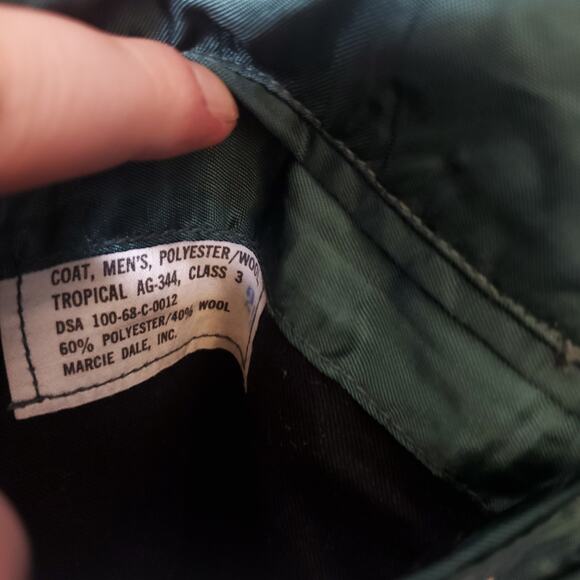 COAT, MEN'S, POLYESTER/WOOL
TROPICAL AG-344, CLASS 3
DSA 100-68-C-0012
60% POLYESTER/40% WOOL
MARCIE DALE, INC.